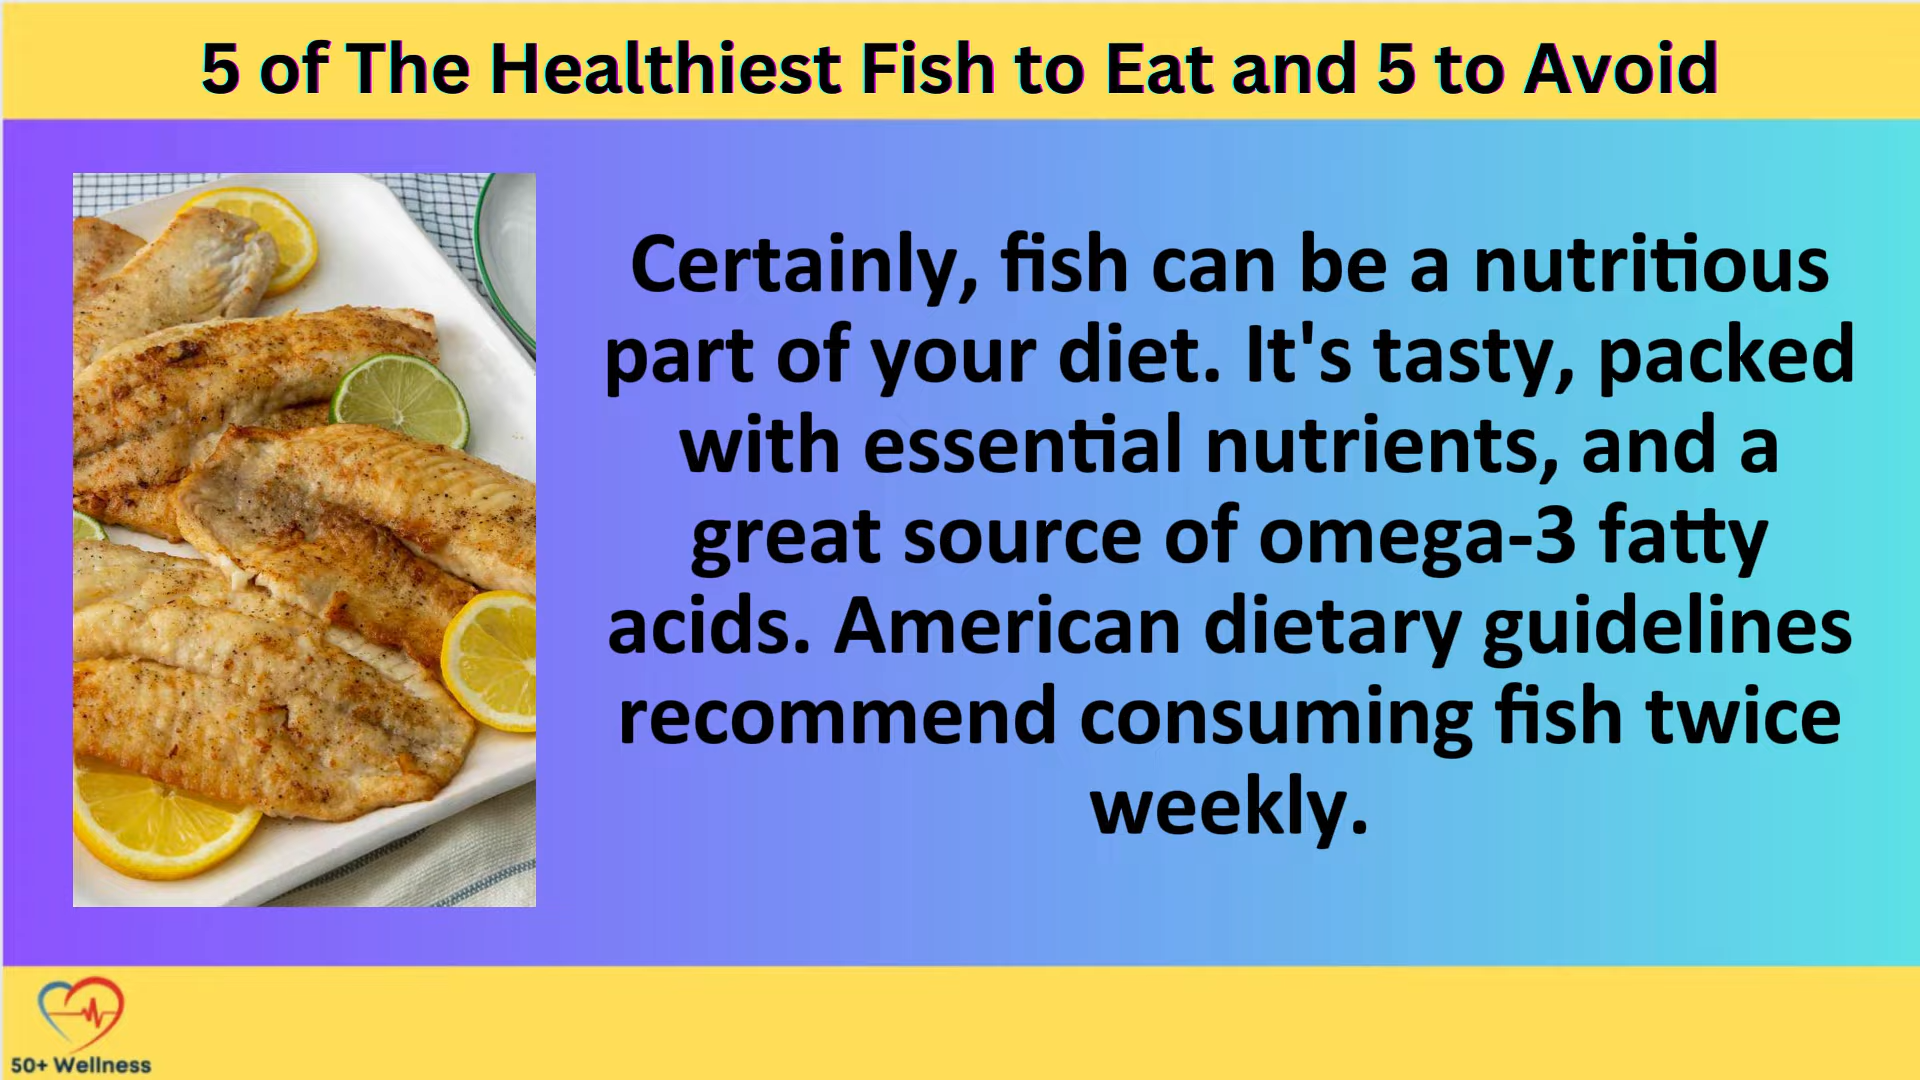 5 of The Healthiest Fish to Eat and 5 to Avoid
Certainly, fish can be a nutritious
part of your diet. It's tasty, packed
with essential nutrients, and a
great source of omega-3 fatty
acids. American dietary guidelines
recommend consuming fish twice
weekly.
50+ Wellness